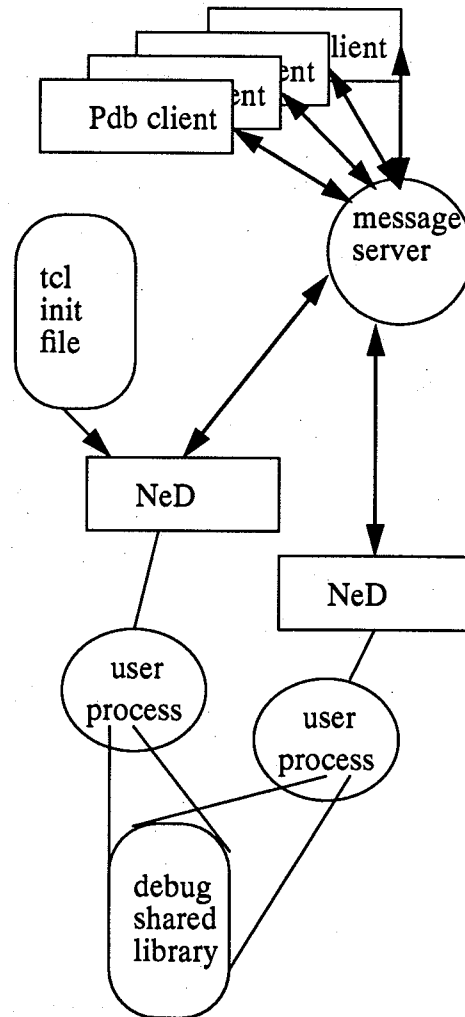 lient
ent
ent
Pdb client
message
server
tcl
init
file
NeD
NeD
user
process
user
process
debug
shared
library